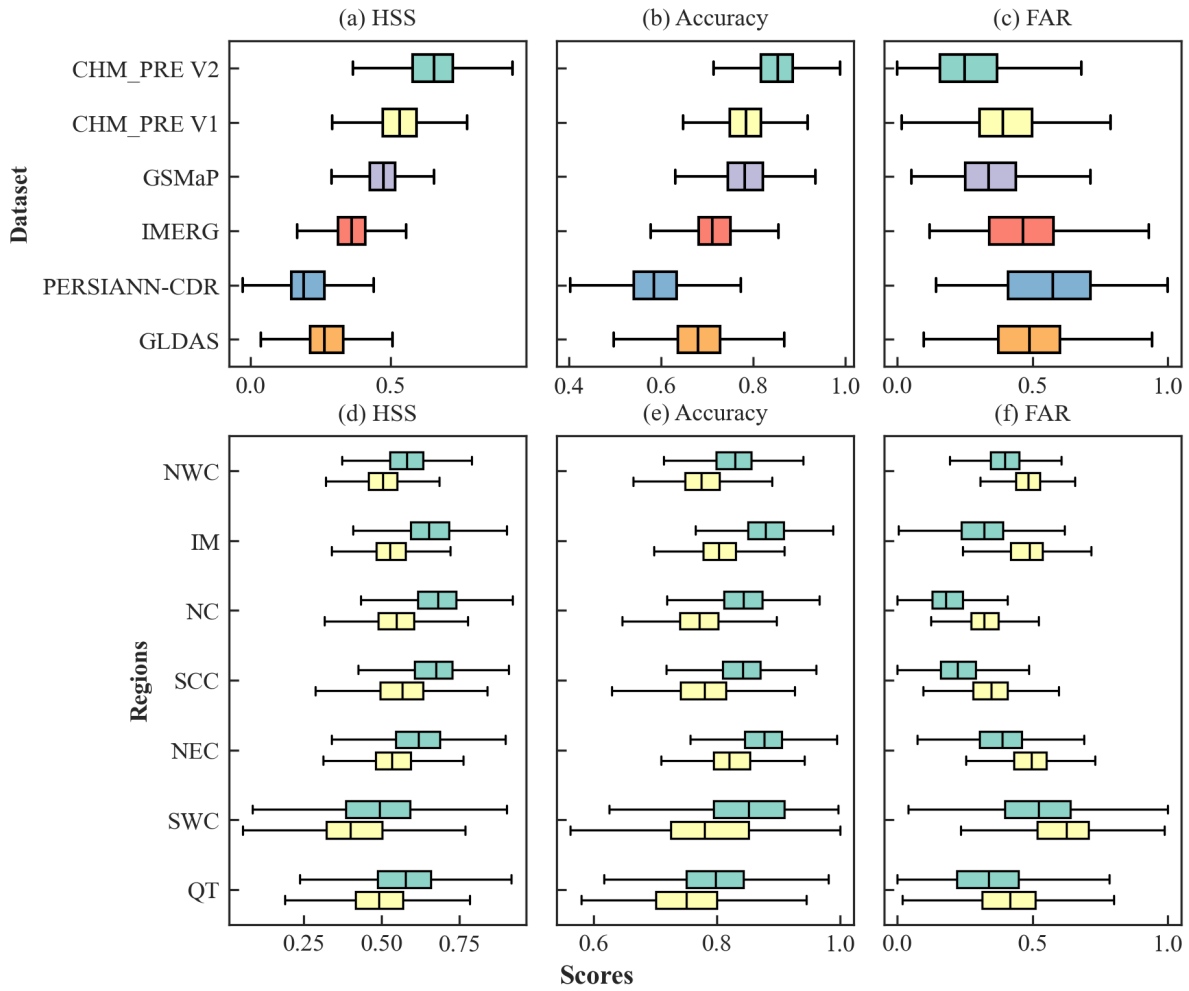 (a) HSS (b) Accuracy (c) FAR
Dataset
CHM_PRE V2
CHM_PRE V1
GSMaP
IMERG
PERSIANN-CDR
GLDAS
0.0 0.5 0.4 0.6 0.8 1.0 0.0 0.5 1.0
(d) HSS (e) Accuracy (f) FAR
Regions
NWC
IM
NC
SCC
NEC
SWC
QT
0.25 0.50 0.75 0.6 0.8 1.0 0.0 0.5 1.0
Scores